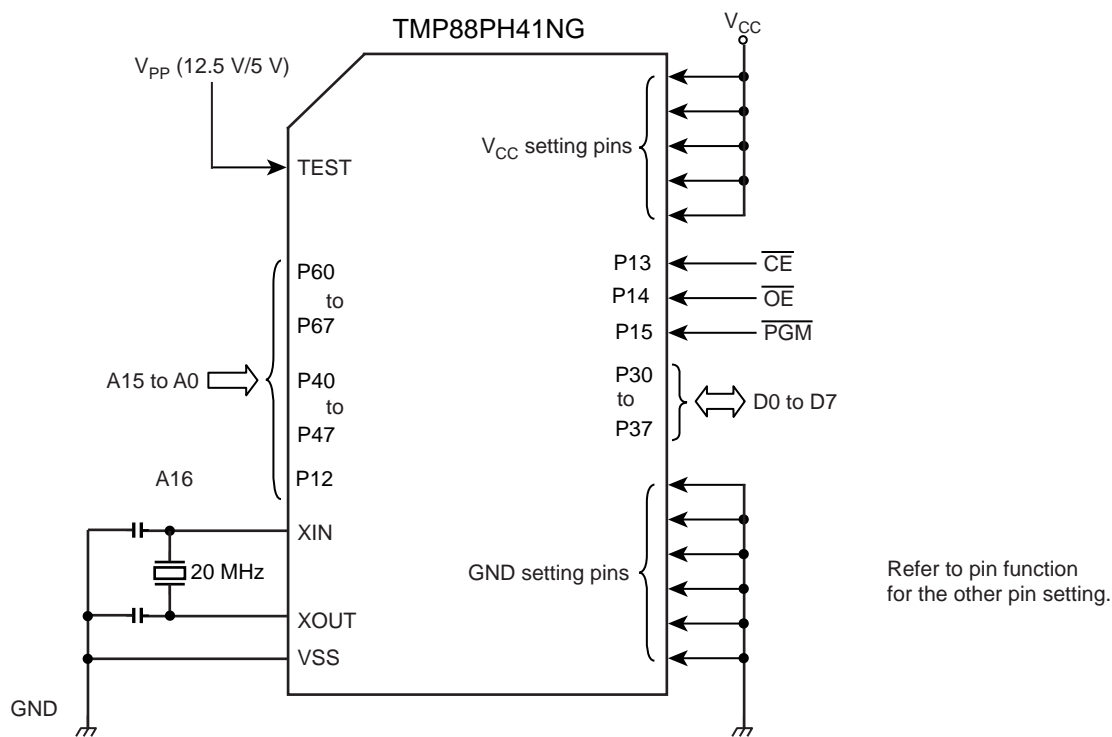 TMP88PH41NG
VCC
VPP (12.5 V/5 V)
VCC setting pins
TEST
P13
CE
P60
to
P67
P14
OE
P15
PGM
A15 to A0
P40
to
P47
P30
to
P37
D0 to D7
A16
P12
XIN
20 MHz
XOUT
VSS
GND
GND setting pins
Refer to pin function
for the other pin setting.